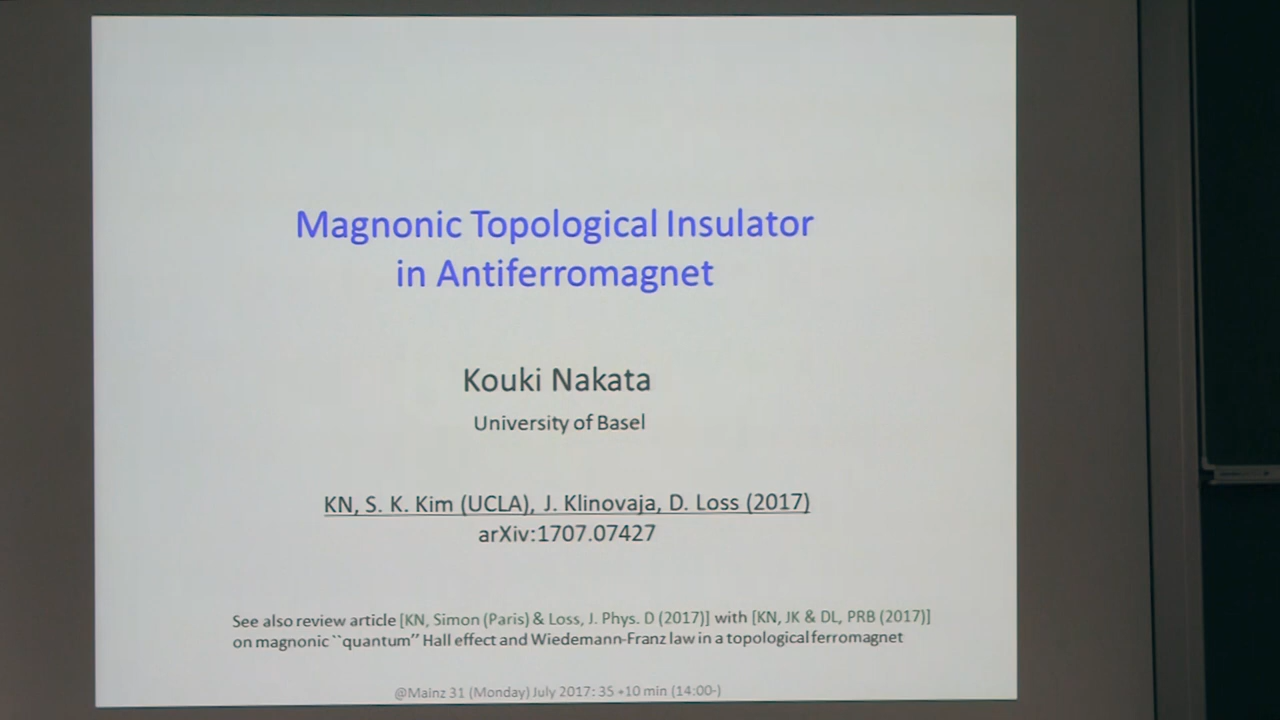 Magnonic Topological Insulator
in Antiferromagnet
Kouki Nakata
University of Basel
KN, S. K. Kim (UCLA), J. Klinovaja, D. Loss (2017)
arXiv:1707.07427
See also review article [KN, Simon (Paris) & Loss, J. Phys. D (2017)] with [KN, JK & DL, PRB (2017)]
on magnonic ``quantum'' Hall effect and Wiedemann-Franz law in a topological ferromagnet
@Mainz 31 (Monday) July 2017: 35 +10 min (14:00-)